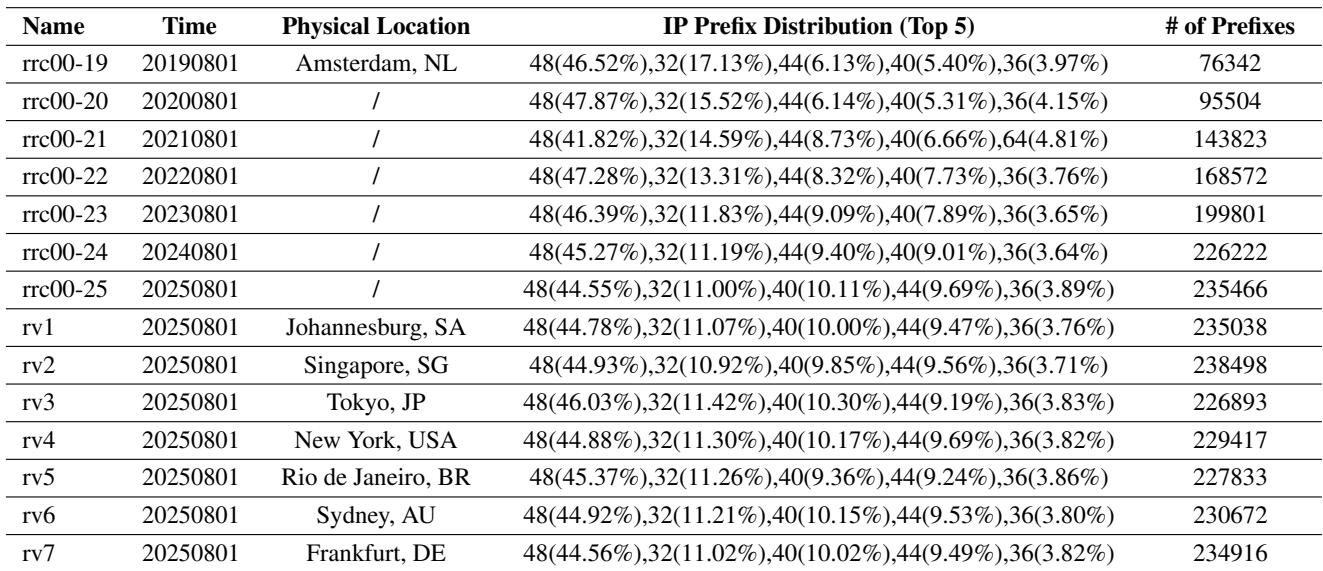 Name Time Physical Location IP Prefix Distribution (Top 5) # of Prefixes
rrc00-19 20190801 Amsterdam, NL 48(46.52%),32(17.13%),44(6.13%),40(5.40%),36(3.97%) 76342
rrc00-20 20200801 / 48(47.87%),32(15.52%),44(6.14%),40(5.31%),36(4.15%) 95504
rrc00-21 20210801 / 48(41.82%),32(14.59%),44(8.73%),40(6.66%),64(4.81%) 143823
rrc00-22 20220801 / 48(47.28%),32(13.31%),44(8.32%),40(7.73%),36(3.76%) 168572
rrc00-23 20230801 / 48(46.39%),32(11.83%),44(9.09%),40(7.89%),36(3.65%) 199801
rrc00-24 20240801 / 48(45.27%),32(11.19%),44(9.40%),40(9.01%),36(3.64%) 226222
rrc00-25 20250801 / 48(44.55%),32(11.00%),40(10.11%),44(9.69%),36(3.89%) 235466
rv1 20250801 Johannesburg, SA 48(44.78%),32(11.07%),40(10.00%),44(9.47%),36(3.76%) 235038
rv2 20250801 Singapore, SG 48(44.93%),32(10.92%),40(9.85%),44(9.56%),36(3.71%) 238498
rv3 20250801 Tokyo, JP 48(46.03%),32(11.42%),40(10.30%),44(9.19%),36(3.83%) 226893
rv4 20250801 New York, USA 48(44.88%),32(11.30%),40(10.17%),44(9.69%),36(3.82%) 229417
rv5 20250801 Rio de Janeiro, BR 48(45.37%),32(11.26%),40(9.36%),44(9.24%),36(3.86%) 227833
rv6 20250801 Sydney, AU 48(44.92%),32(11.21%),40(10.15%),44(9.53%),36(3.80%) 230672
rv7 20250801 Frankfurt, DE 48(44.56%),32(11.02%),40(10.02%),44(9.49%),36(3.82%) 234916